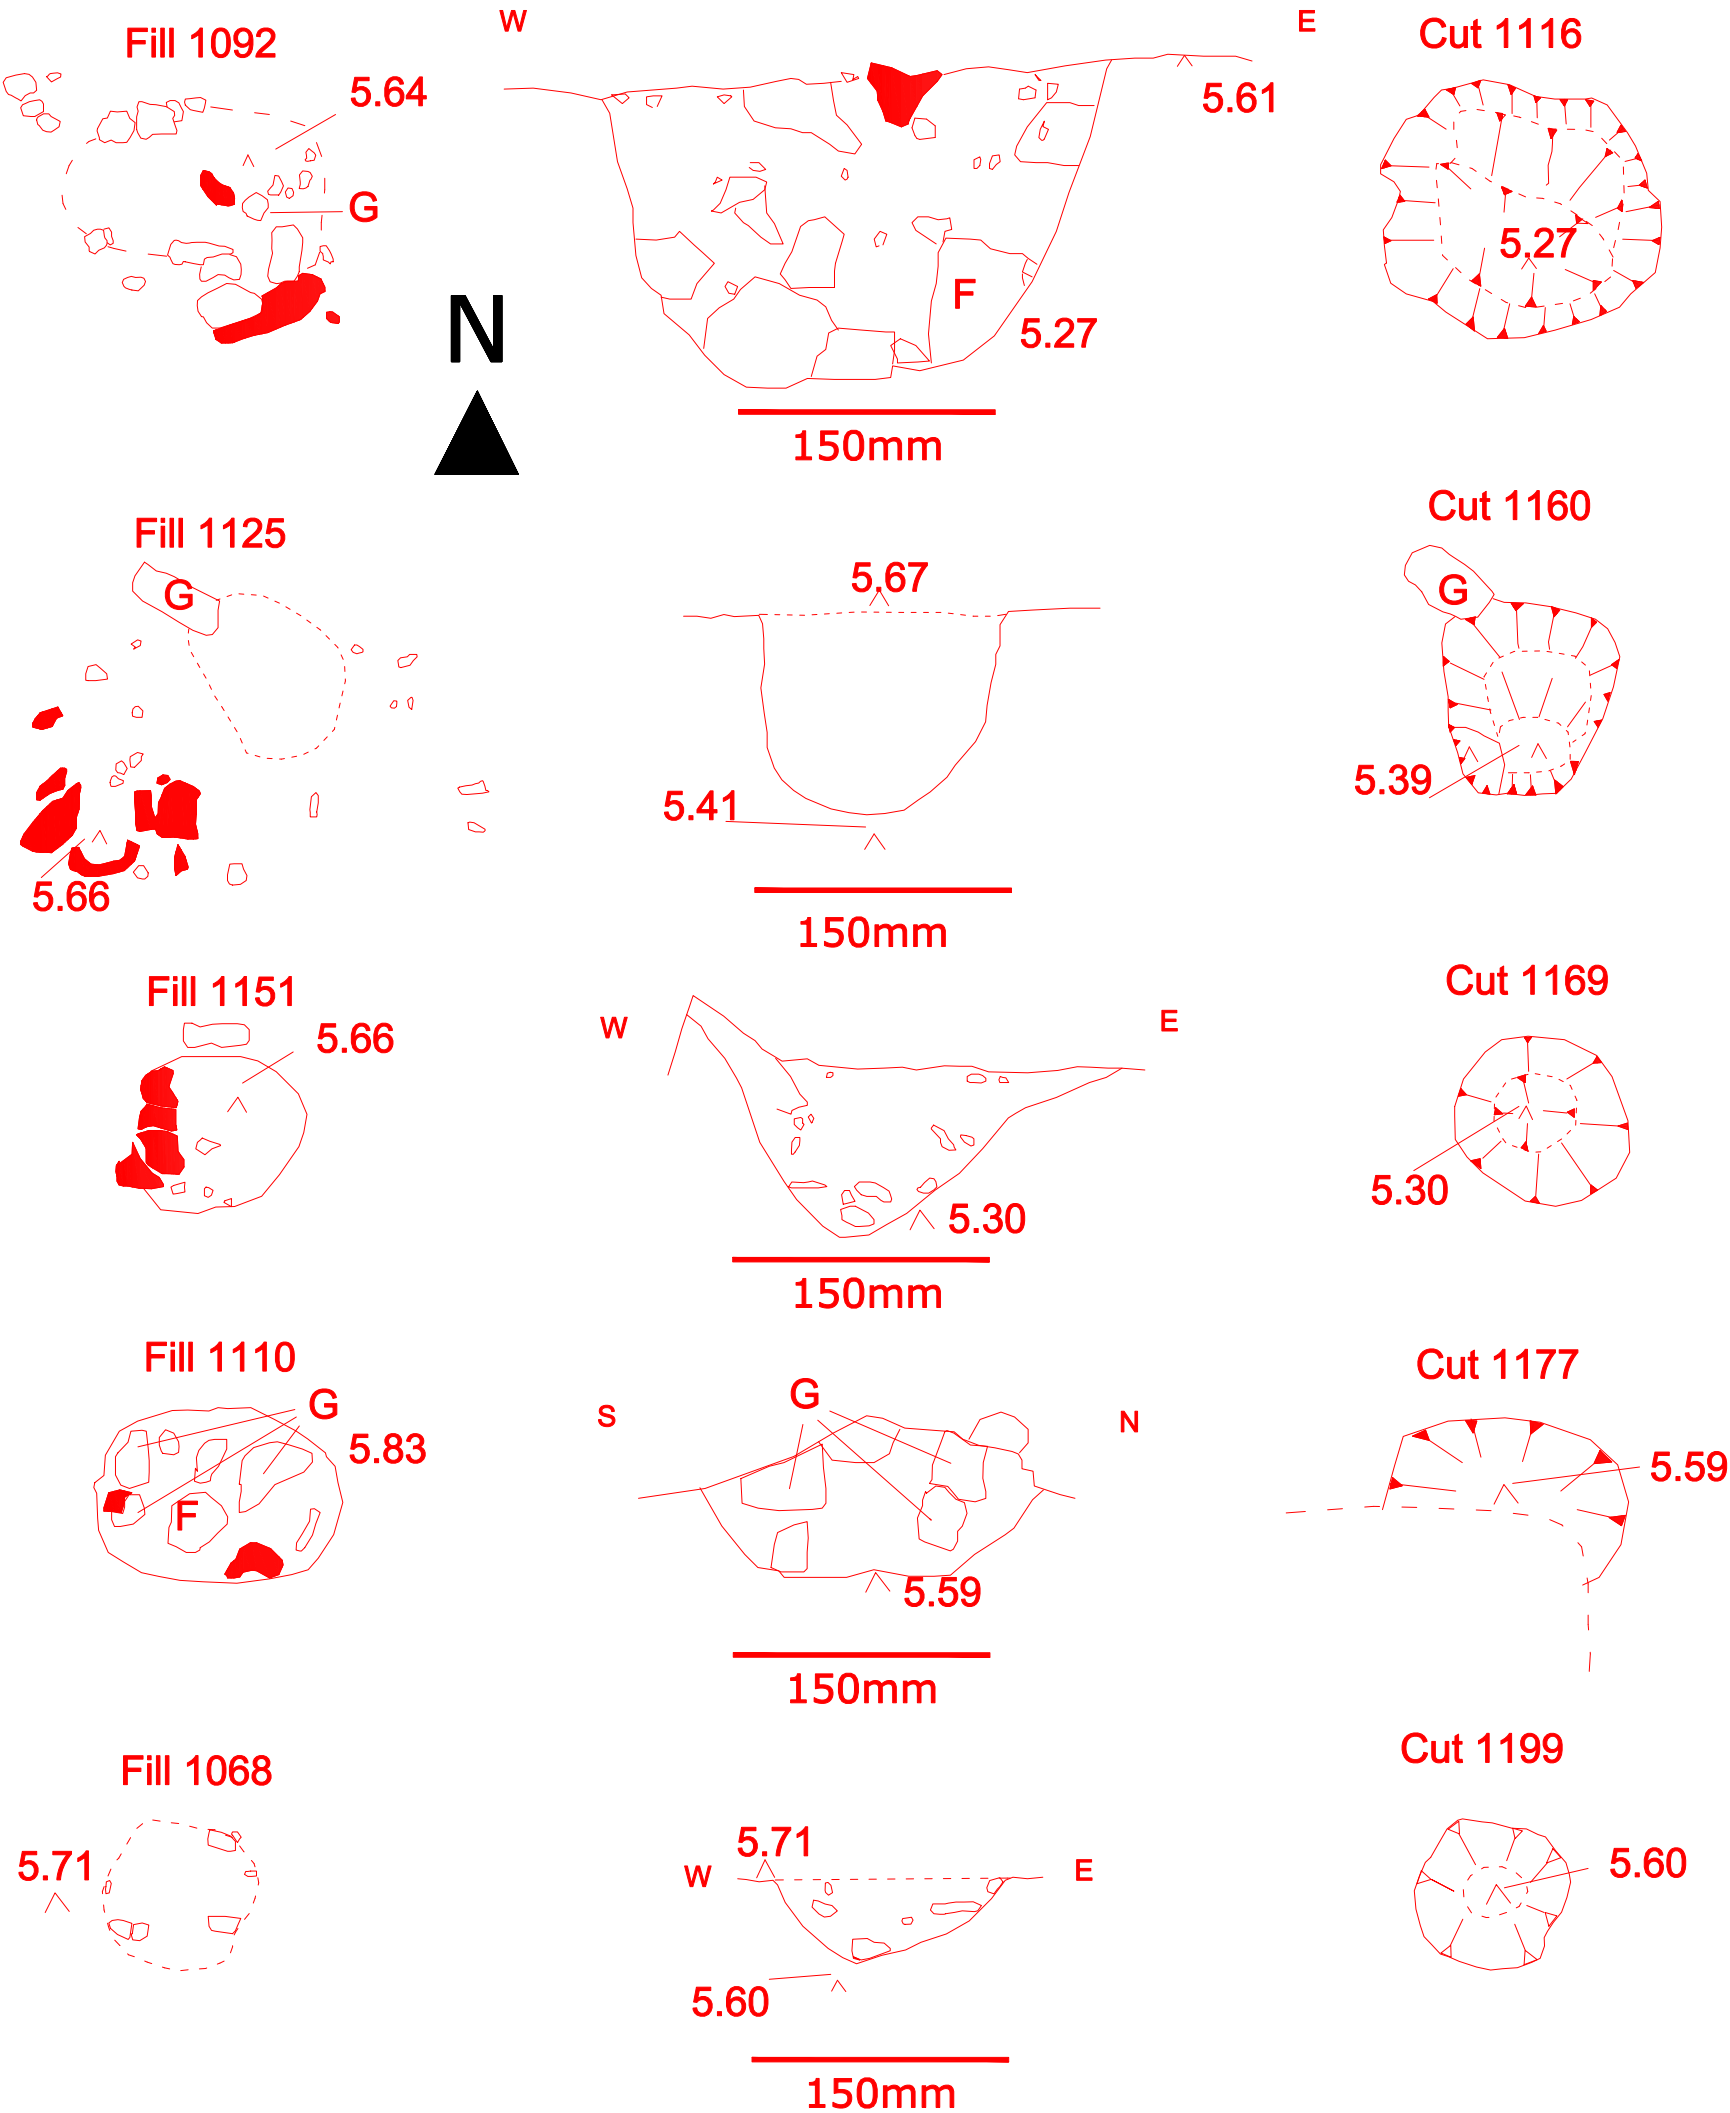 Fill 1092
W
E
Cut 1116
5.64
5.61
G
5.27
F
5.27
N
150mm
Fill 1125
Cut 1160
G
5.67
G
5.41
5.39
5.66
150mm
Fill 1151
Cut 1169
5.66
W
E
5.30
5.30
150mm
Fill 1110
Cut 1177
G
5.83
F
S
G
N
5.59
5.59
150mm
Fill 1068
Cut 1199
5.71
5.71
W
E
5.60
5.60
150mm